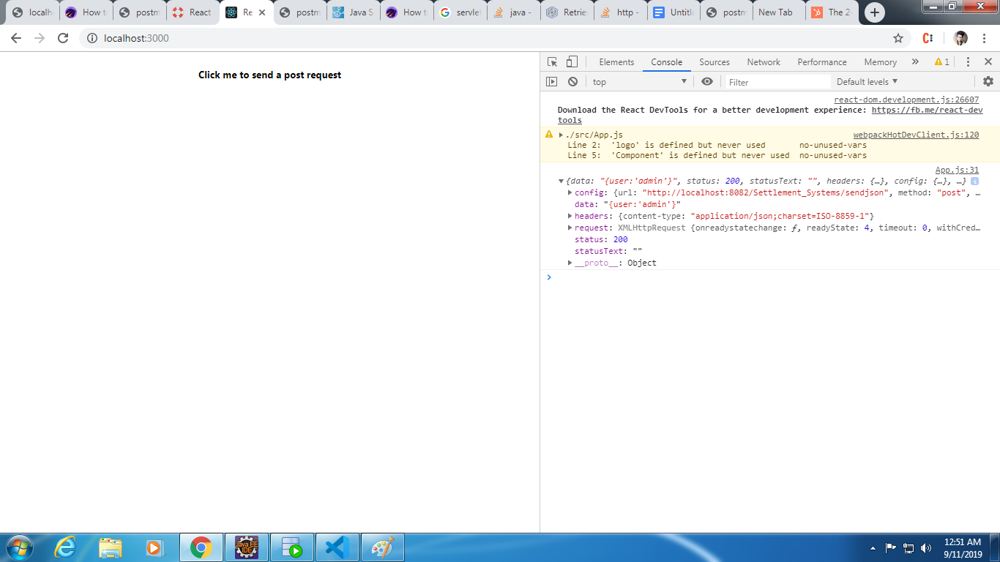 localh
How t
postm
React
Re
postm
Java S
How t
servle
java -
Retrie
http -
Untitle
postm
New Tab
The 2
localhost:3000
Click me to send a post request
Elements Console Sources Network Performance Memory » 1
top Filter Default levels
react-dom.development.js:26607
Download the React DevTools for a better development experience: https://fb.me/react-dev
tools
./src/App.js webpackHotDevClient.js:120
Line 2: 'logo' is defined but never used no-unused-vars
Line 5: 'Component' is defined but never used no-unused-vars
App.js:31
{data: "{user:'admin'}", status: 200, statusText: "", headers: {…}, config: {…}, …} i
config: {url: "http://localhost:8082/Settlement_Systems/sendjson", method: "post", …
data: "{user:'admin'}"
headers: {content-type: "application/json;charset=ISO-8859-1"}
request: XMLHttpRequest {onreadystatechange: ƒ, readyState: 4, timeout: 0, withCred…
status: 200
statusText: ""
__proto__: Object
Java EE
IDE
12:51 AM
9/11/2019